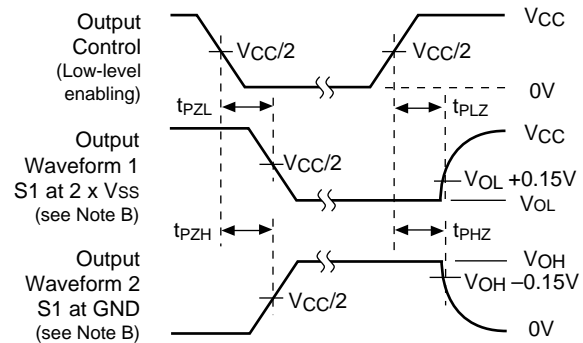 Output
Control
(Low-level
enabling)
VCC/2
VCC/2
VCC
0V
tPZL
tPLZ
Output
Waveform 1
S1 at 2 x VSS
(see Note B)
VCC/2
VCC
VOL +0.15V
VOL
tPZH
tPHZ
Output
Waveform 2
S1 at GND
(see Note B)
VCC/2
VOH
VOH –0.15V
0V